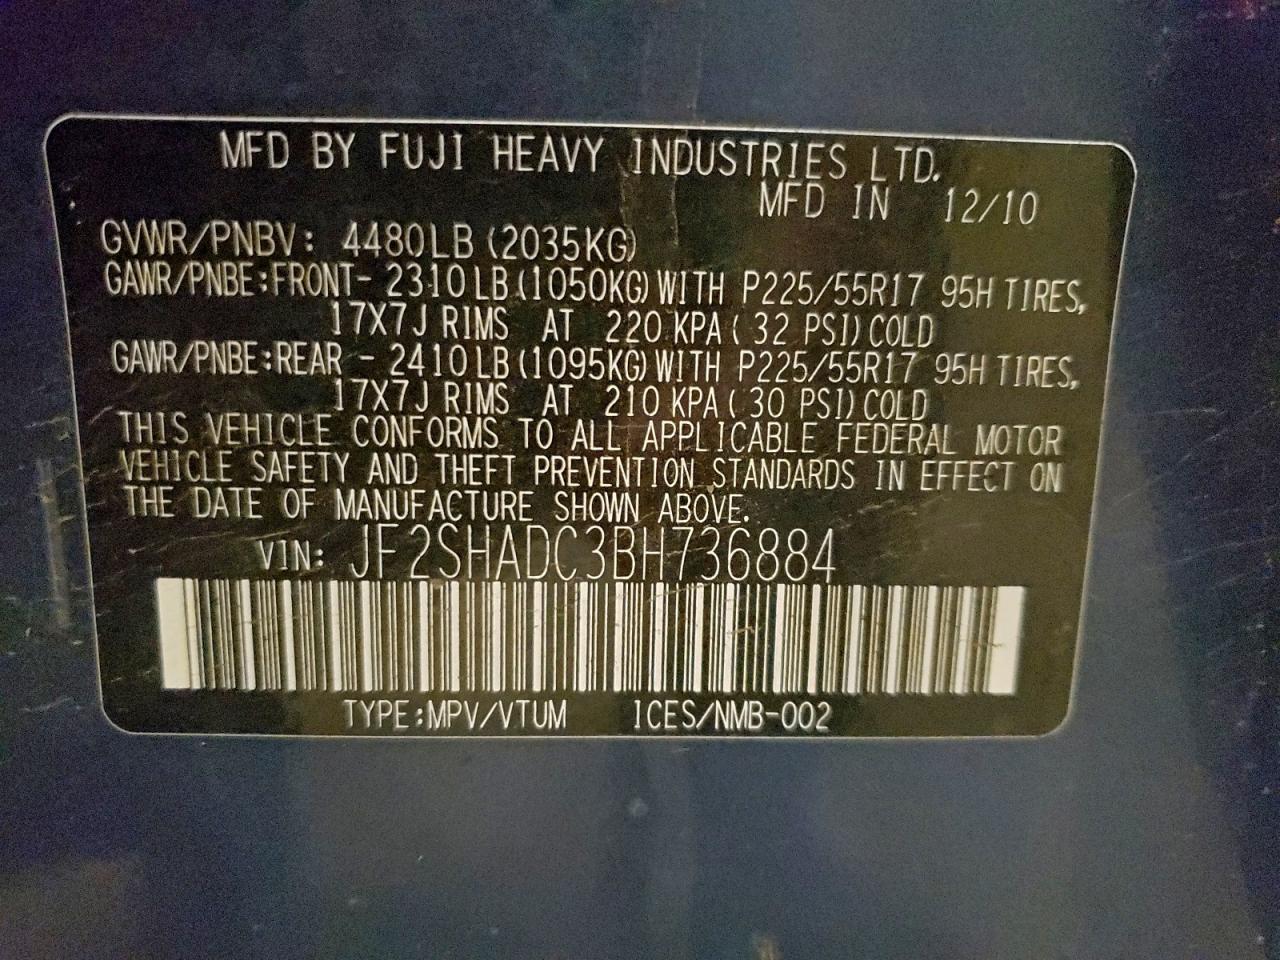 MFD BY FUJI HEAVY INDUSTRIES LTD.
MFD IN 12/10
GVWR/PNBV: 4480LB (2035KG)
GAWR/PNBE:FRONT- 2310LB (1050KG) WITH P225/55R17 95H TIRES,
17X7J RIMS AT 220 KPA ( 32 PSI) COLD
GAWR/PNBE:REAR - 2410LB (1095KG) WITH P225/55R17 95H TIRES,
17X7J RIMS AT 210 KPA ( 30 PSI) COLD
THIS VEHICLE CONFORMS TO ALL APPLICABLE FEDERAL MOTOR
VEHICLE SAFETY AND THEFT PREVENTION STANDARDS IN EFFECT ON
THE DATE OF MANUFACTURE SHOWN ABOVE.
VIN: JF2SHADC3BH736884
TYPE:MPV/VTUM ICES/NMB-002